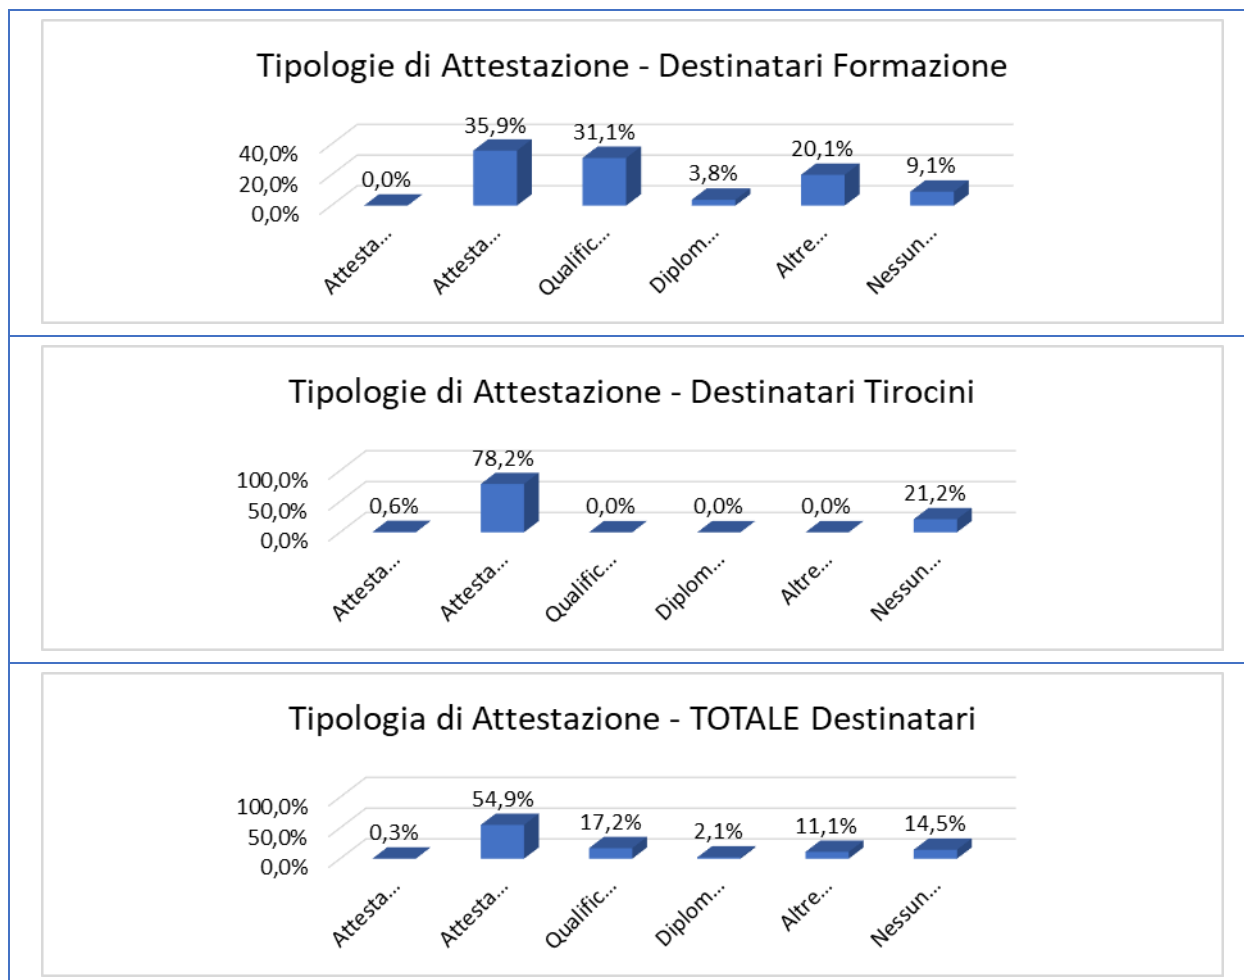 Tipologie di Attestazione - Destinatari Formazione
35,9%
31,1%
20,1%
9,1%
3,8%
0,0%
40,0%
20,0%
0,0%
Attesta...
Attesta...
Qualific...
Diplom...
Altre...
Nessun...
Tipologie di Attestazione - Destinatari Tirocini
78,2%
21,2%
0,6%
0,0%
0,0%
0,0%
100,0%
50,0%
0,0%
Attesta...
Attesta...
Qualific...
Diplom...
Altre...
Nessun...
Tipologia di Attestazione - TOTALE Destinatari
54,9%
17,2%
2,1%
11,1%
14,5%
0,3%
100,0%
50,0%
0,0%
Attesta...
Attesta...
Qualific...
Diplom...
Altre...
Nessun...